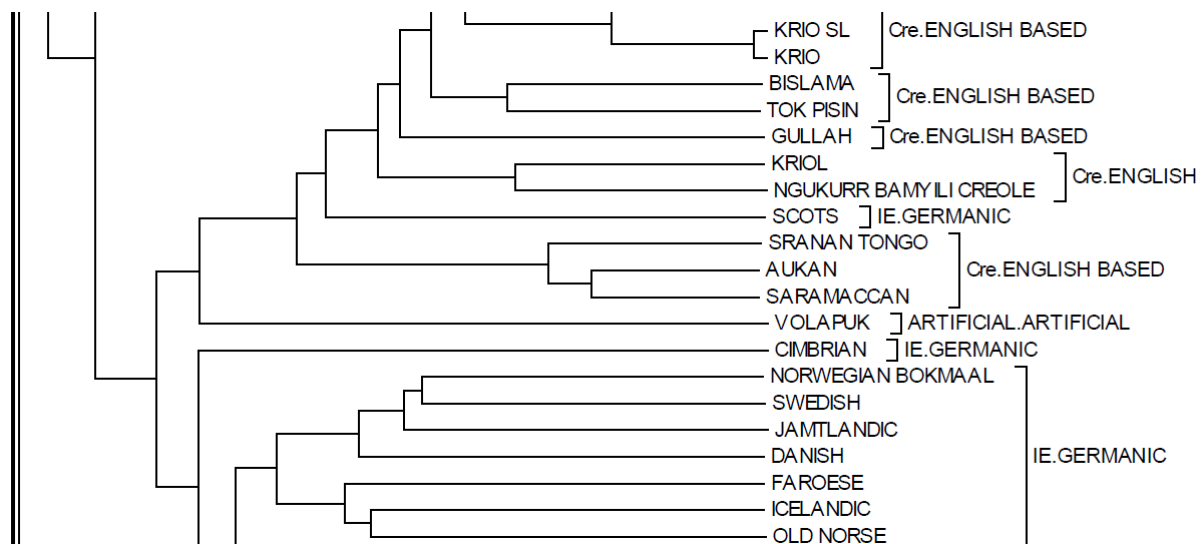 KRIO SL
Cre.ENGLISH BASED
KRIO
BISLAMA
Cre.ENGLISH BASED
TOK PISIN
GULLAH
Cre.ENGLISH BASED
KRIOL
Cre.ENGLISH
NGUKURR BAMYILI CREOLE
SCOTS
IE.GERMANIC
SRANAN TONGO
AUKAN
Cre.ENGLISH BASED
SARAMACCAN
VOLAPUK
ARTIFICIAL.ARTIFICIAL
CIMBRIAN
IE.GERMANIC
NORWEGIAN BOKMAAL
SWEDISH
JAMTLANDIC
DANISH
IE.GERMANIC
FAROESE
ICELANDIC
OLD NORSE